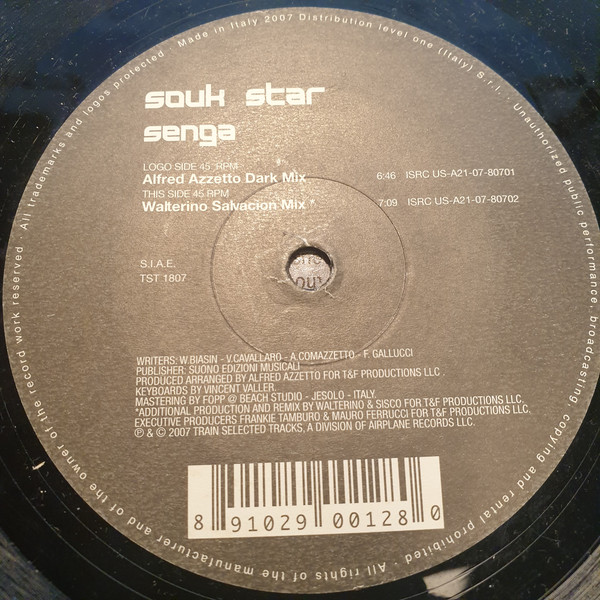 souk star
senga
LOGO SIDE 45 RPM
Alfred Azzetto Dark Mix 6:46 ISRC US-A21-07-80701
THIS SIDE 45 RPM
Walterino Salvacion Mix * 7:09 ISRC US-A21-07-80702
S.I.A.E.
TST 1807
WRITERS: W.BIASIN - V.CAVALLARO - A.COMAZZETTO - F. GALLUCCI
PUBLISHER: SUONO EDIZIONI MUSICALI
PRODUCED ARRANGED BY ALFRED AZZETTO FOR T&F PRODUCTIONS LLC
KEYBOARDS BY VINCENT VALLER.
MASTERING BY FOPP @ BEACH STUDIO - JESOLO - ITALY.
*ADDITIONAL PRODUCTION AND REMIX BY WALTERINO & SISCO FOR T&F PRODUCTIONS LLC.
EXECUTIVE PRODUCERS FRANKIE TAMBURO & MAURO FERRUCCI FOR T&F PRODUCTIONS LLC.
℗ & © 2007 TRAIN SELECTED TRACKS, A DIVISION OF AIRPLANE RECORDS LLC.
8 91029 00128 0
All rights of the manufacturer and of the owner of the record work reserved · All trademarks and logos protected · Made in Italy 2007 Distribution level one (Italy) S.r.l. · Unauthorized public performance, broadcasting, copying and rental prohibited ·